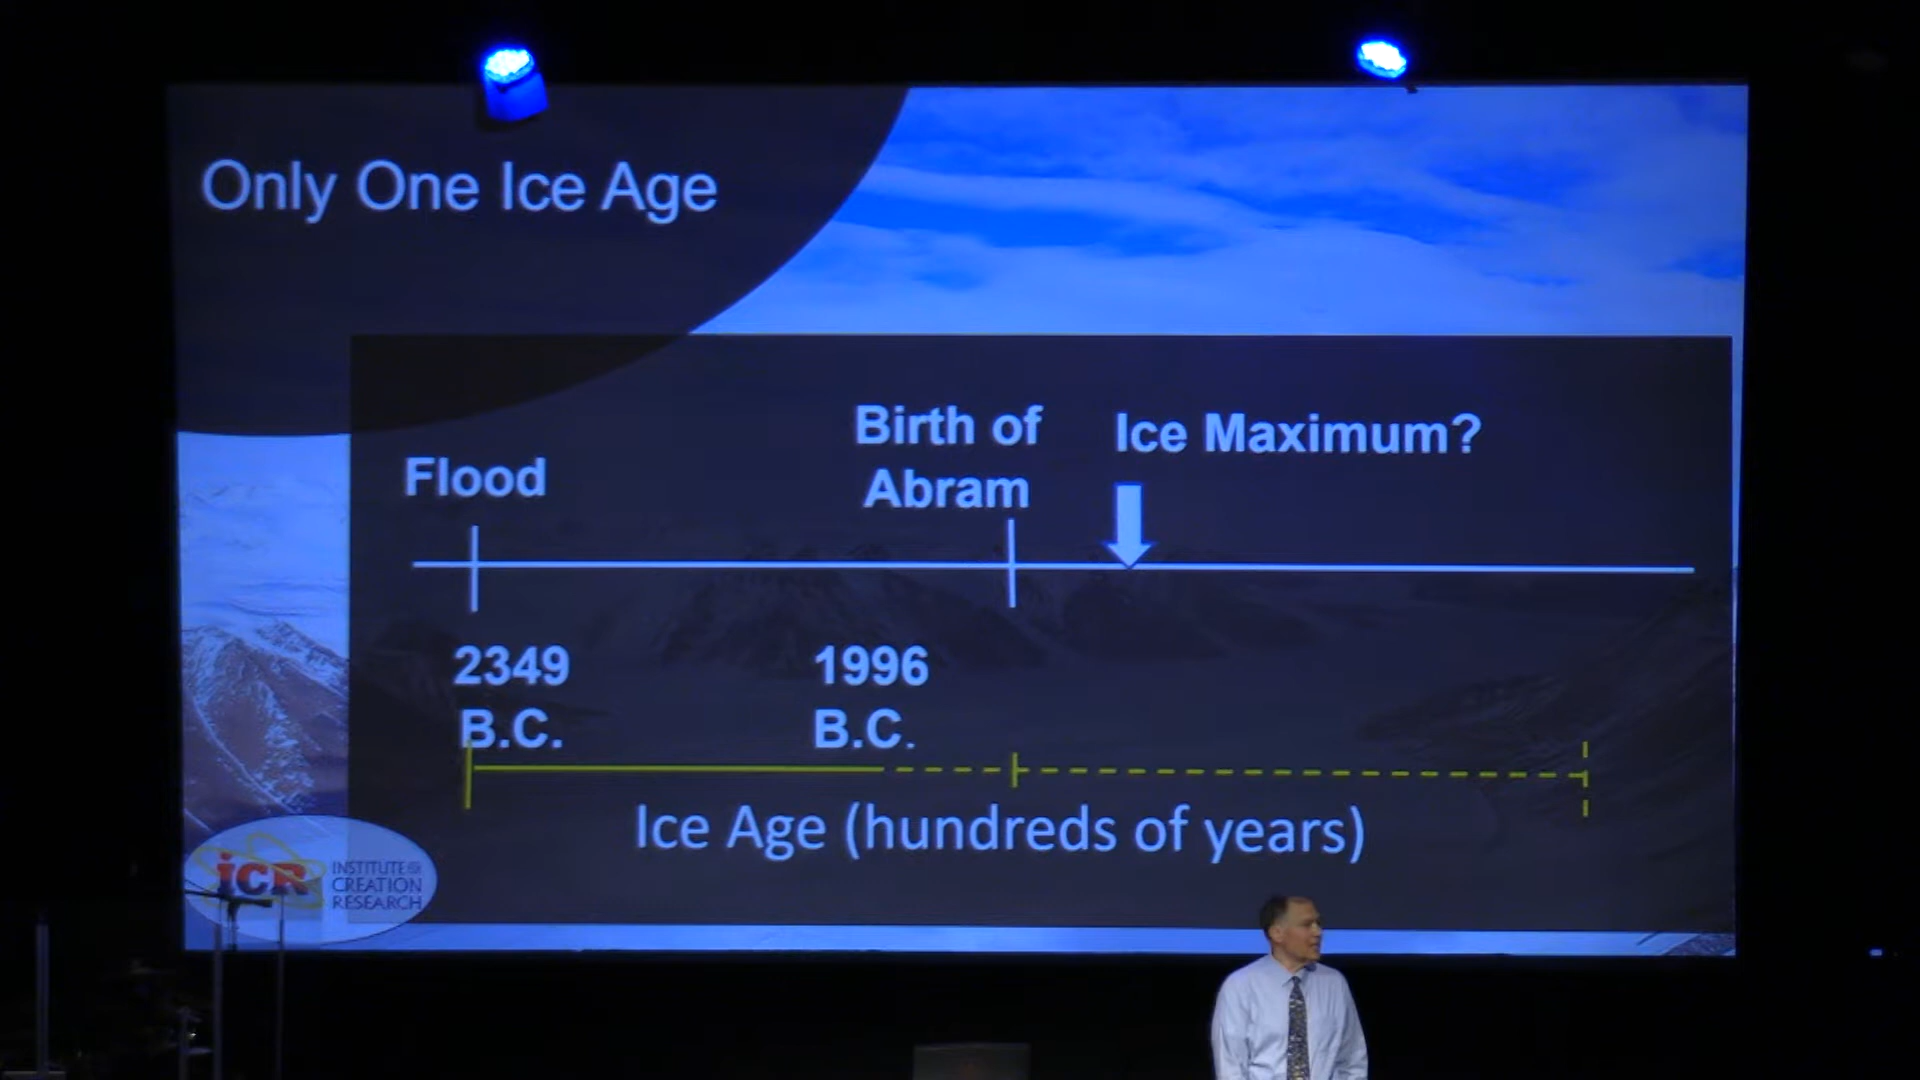 Only One Ice Age
Birth of
Abram
Ice Maximum?
Flood
2349
B.C.
1996
B.C.
Ice Age (hundreds of years)
ICR
INSTITUTE for
CREATION
RESEARCH